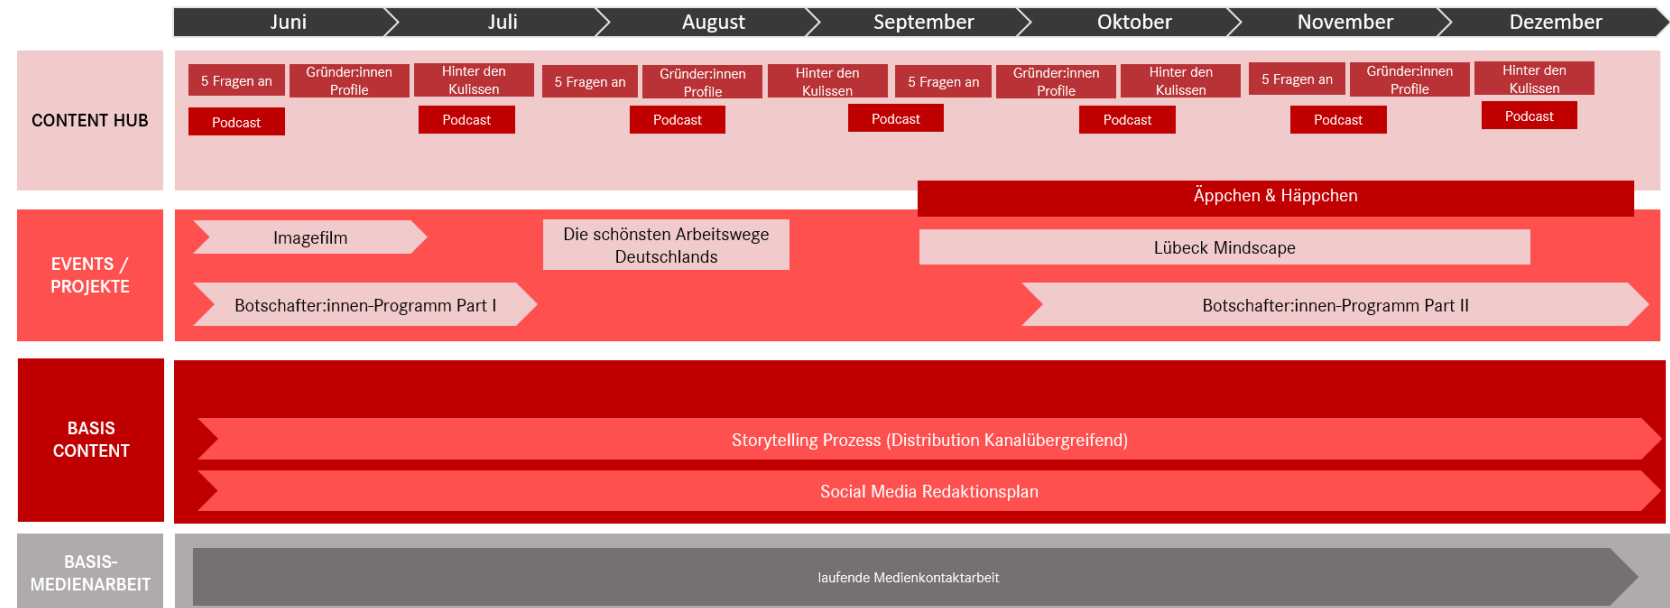 Juni
Juli
August
September
Oktober
November
Dezember
CONTENT HUB
5 Fragen an
Gründer:innen
Profile
Hinter den
Kulissen
5 Fragen an
Gründer:innen
Profile
Hinter den
Kulissen
5 Fragen an
Gründer:innen
Profile
Hinter den
Kulissen
5 Fragen an
Gründer:innen
Profile
Hinter den
Kulissen
Podcast
Podcast
Podcast
Podcast
Podcast
Podcast
Podcast
Äppchen & Häppchen
EVENTS /
PROJEKTE
Imagefilm
Die schönsten Arbeitswege
Deutschlands
Lübeck Mindscape
Botschafter:innen-Programm Part I
Botschafter:innen-Programm Part II
BASIS
CONTENT
Storytelling Prozess (Distribution Kanalübergreifend)
Social Media Redaktionsplan
BASIS-
MEDIENARBEIT
laufende Medienkontaktarbeit